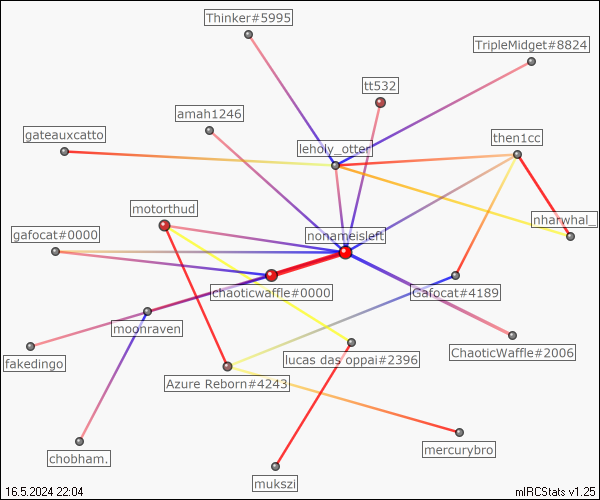 Thinker#5995
TripleMidget#8824
tt532
amah1246
gateauxcatto
leholy_otter
then1cc
motorthud
nharwhal_
gafocat#0000
nonameisleft
chaoticwaffle#0000
Gafocat#4189
moonraven
ChaoticWaffle#2006
fakedingo
lucas das oppai#2396
Azure Reborn#4243
mercurybro
chobham.
mukszi
16.5.2024 22:04
mIRCStats v1.25